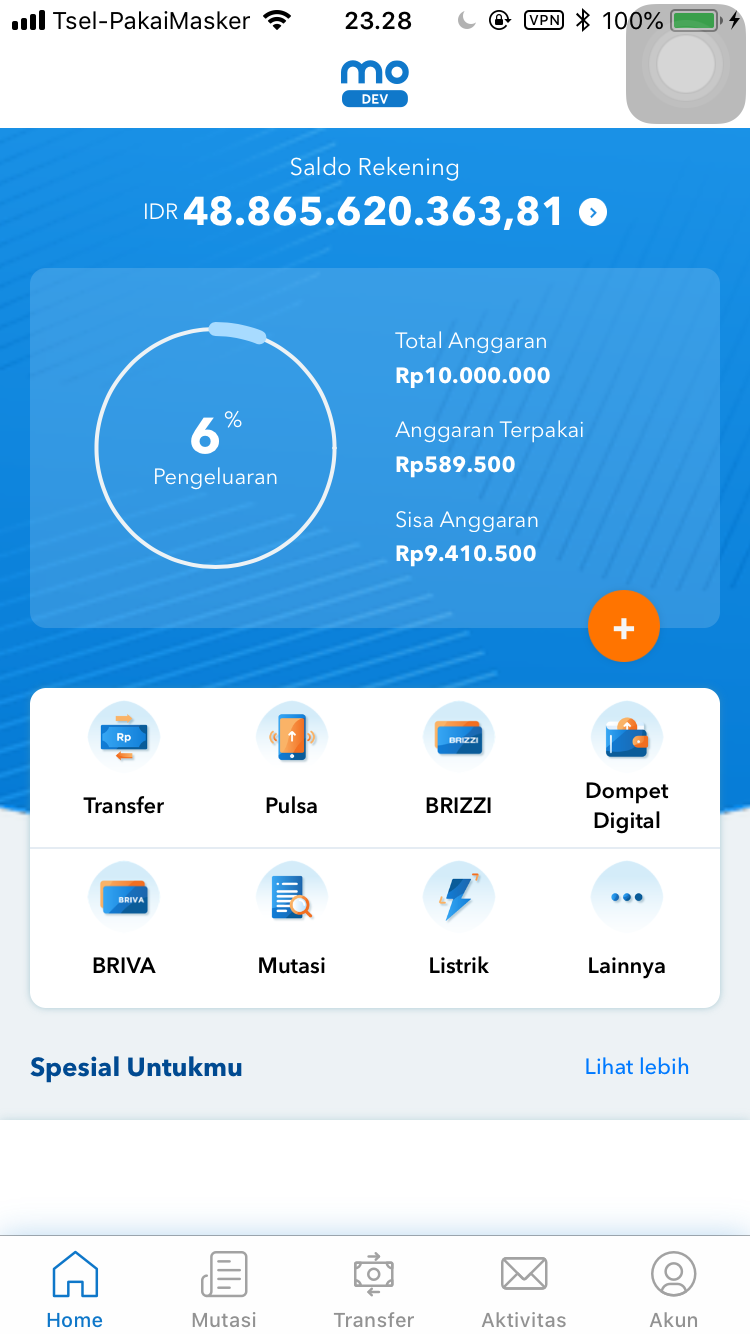 Tsel-PakaiMasker 23.28 VPN 100%
mo
DEV
Saldo Rekening
IDR 48.865.620.363,81
6%
Pengeluaran
Total Anggaran
Rp10.000.000
Anggaran Terpakai
Rp589.500
Sisa Anggaran
Rp9.410.500
+
Rp
BRIZZI
Transfer Pulsa BRIZZI Dompet
Digital
BRIVA
BRIVA Mutasi Listrik Lainnya
Spesial Untukmu Lihat lebih
Home Mutasi Transfer Aktivitas Akun